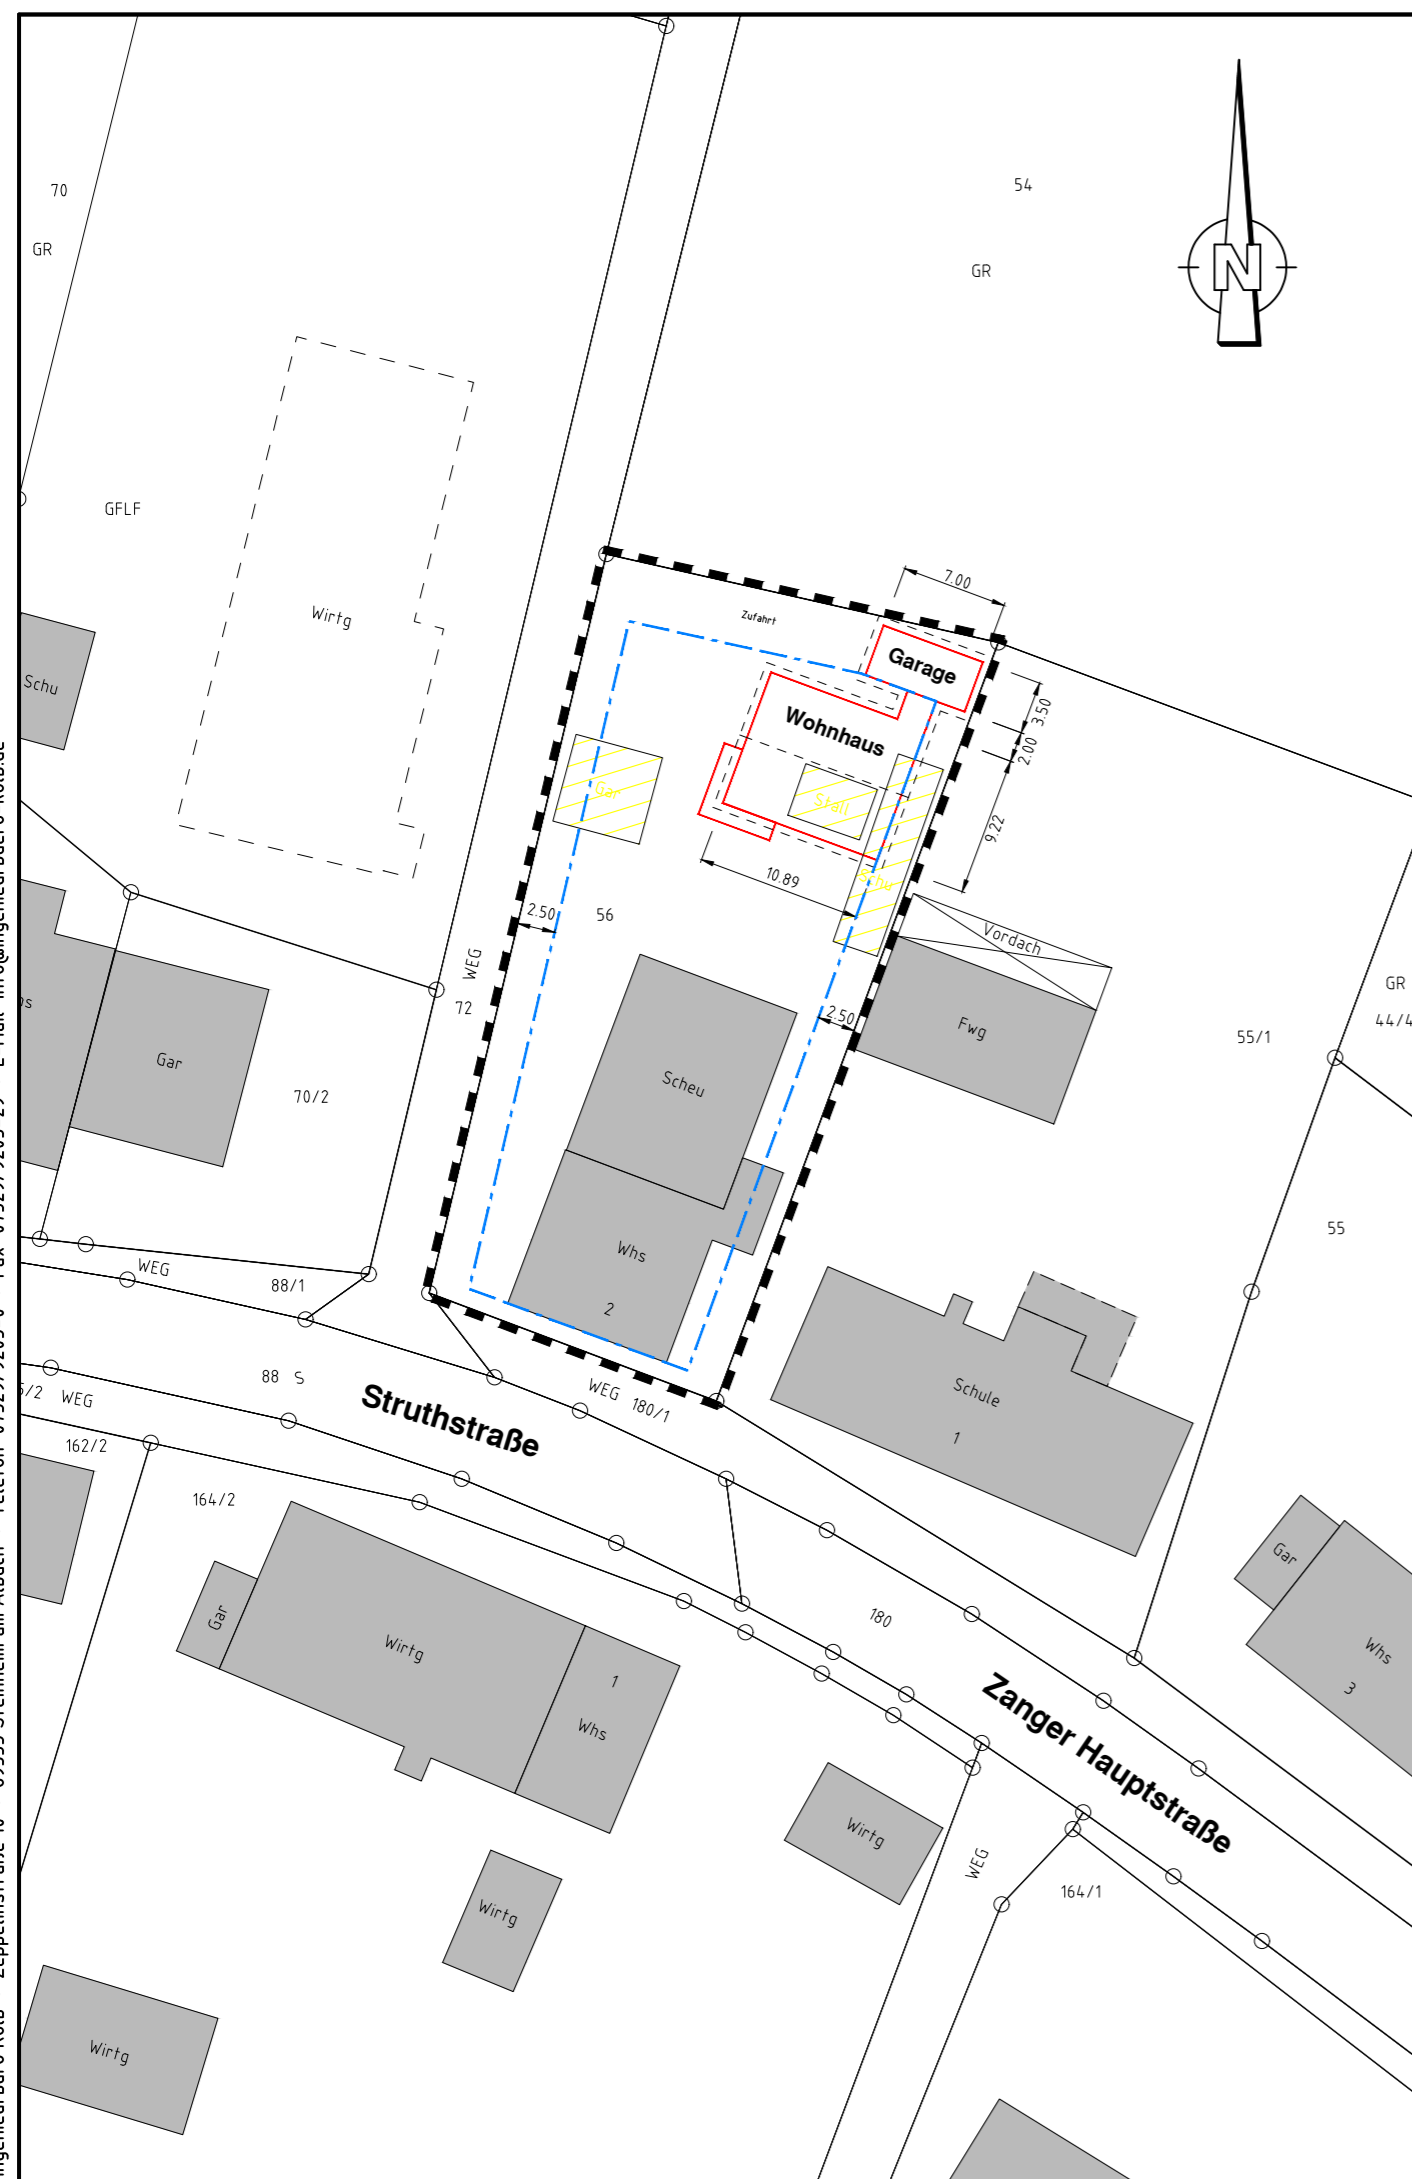 70
54
GR
GR
N
GFLF
7.00
Wirtg
Zufahrt
Garage
Schu
3.50
Wohnhaus
2.00
Gar
Stall
9.22
10.89
Schu
2.50
56
Vordach
WEG
GR
72
2.50
44/4
Fwg
55/1
Gar
Scheu
70/2
55
Whs
WEG
88/1
2
88 S
WEG 180/1
WEG
Struthstraße
Schule
1
162/2
164/2
Gar
180
Gar
Wirtg
1
Whs
Whs
3
Zanger Hauptstraße
Wirtg
WEG
164/1
Wirtg
Wirtg